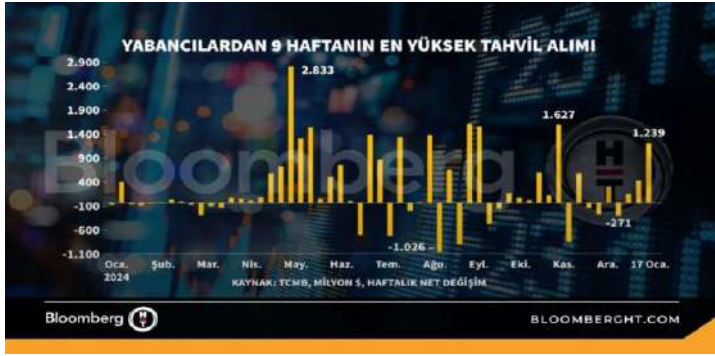 YABANCILARDAN 9 HAFTANIN EN YÜKSEK TAHVİL ALIMI
2.900
2.400
1.900
1.400
900
400
-100
-600
-1.100
2.833
1.627
1.239
-1.026
-271
Bloomberg
H
Oca. Şub. Mar. Nis. May. Haz. Tem. Ağu. Eyl. Eki. Kas. Ara. 17 Oca.
2024
KAYNAK: TCMB, MİLYON $, HAFTALIK NET DEĞİŞİM
Bloomberg H BLOOMBERGHT.COM